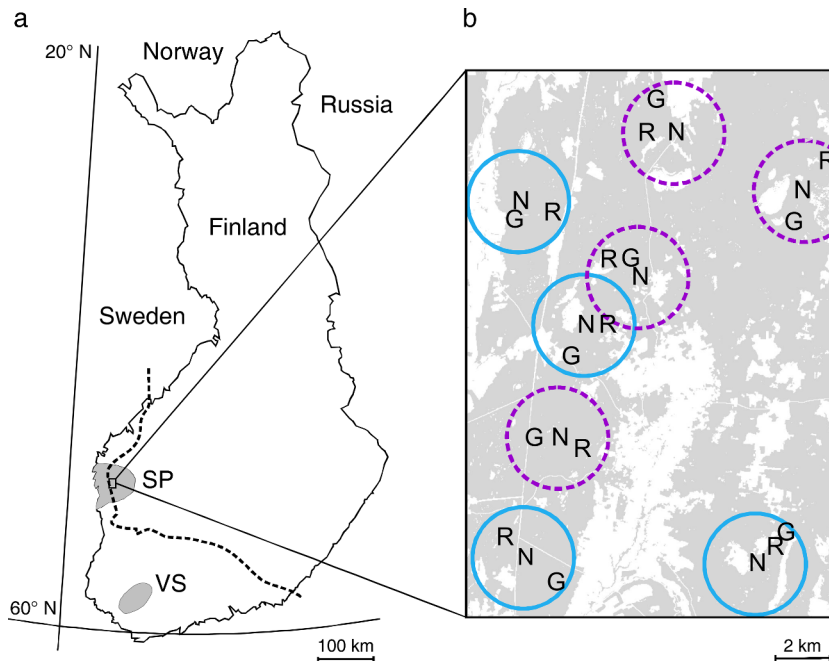 a
20° N
Norway
Russia
Finland
Sweden
SP
VS
60° N
100 km
b
G
R N
R
N
G
N
G R
R G
N
N R
G
G N R
R
N
G
G
R
N
2 km